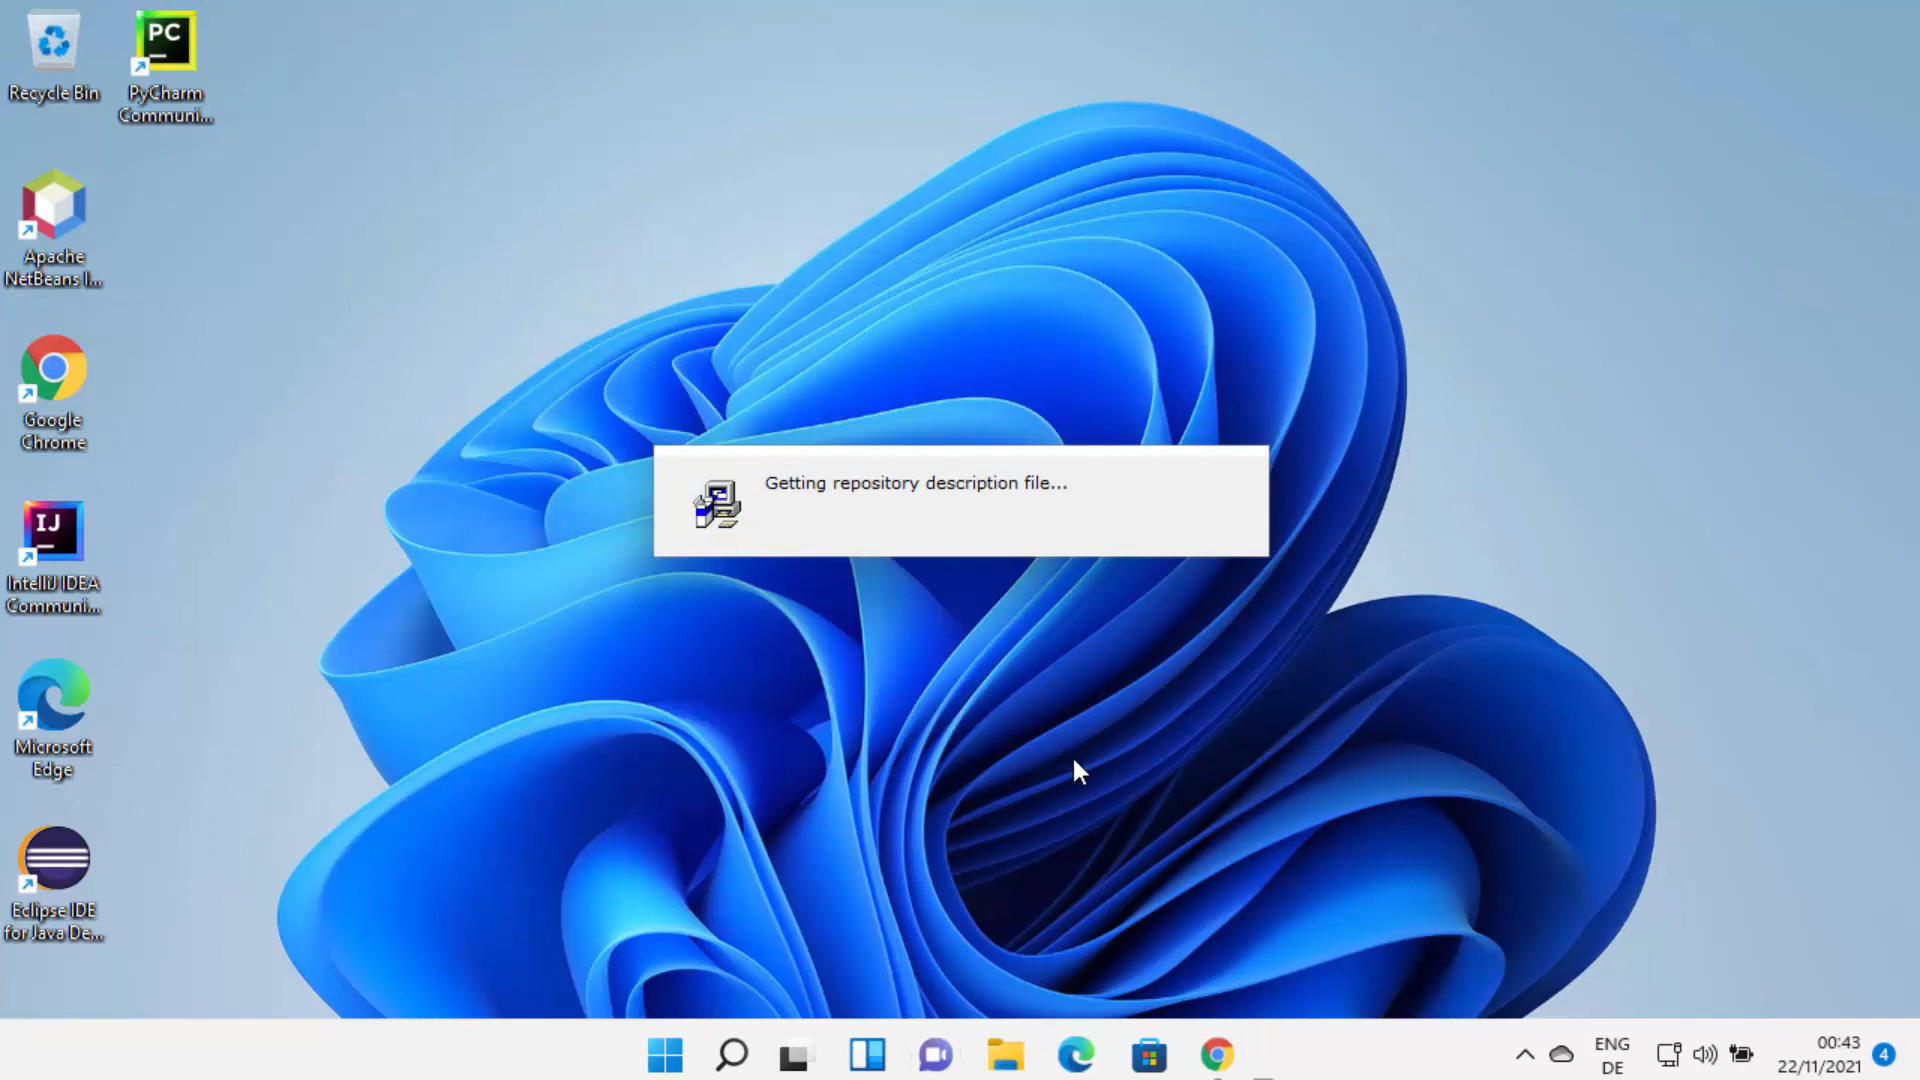 Recycle Bin
PC
PyCharm
Communi...
Apache
NetBeans I...
Google
Chrome
IJ
IntelliJ IDEA
Communi...
Microsoft
Edge
Eclipse IDE
for Java De...
Getting repository description file...
ENG
DE
00:43
22/11/2021
4